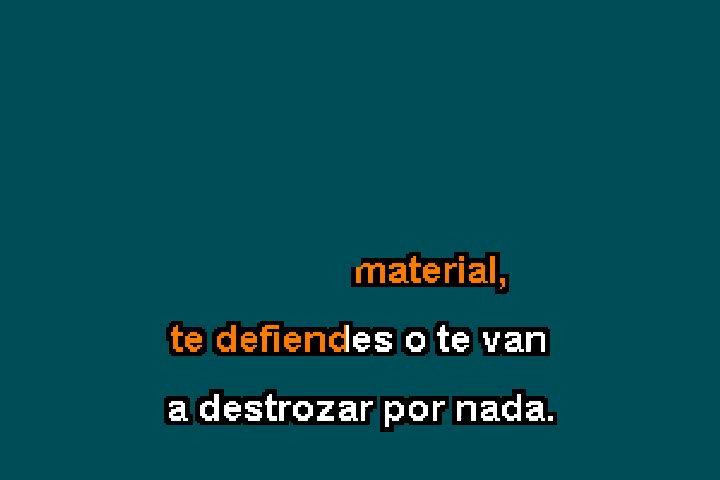 material,
te defiendes o te van
a destrozar por nada.